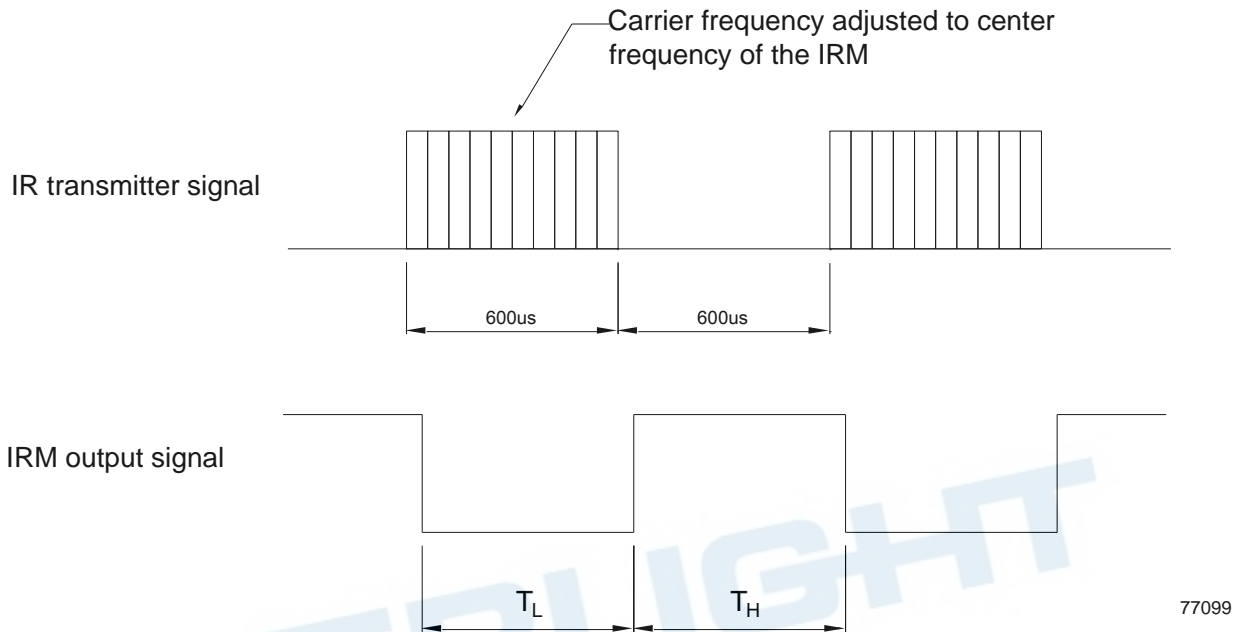 Carrier frequency adjusted to center
frequency of the IRM
IR transmitter signal
600us 600us
IRM output signal
TL TH
77099